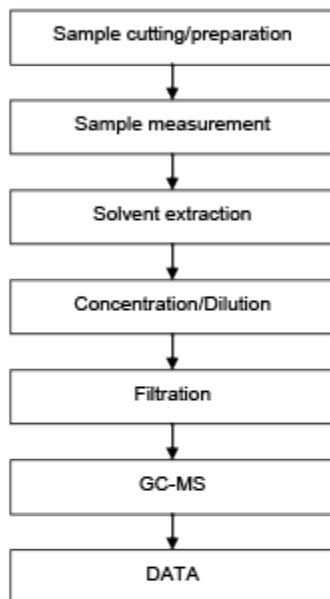 Sample cutting/preparation
Sample measurement
Solvent extraction
Concentration/Dilution
Filtration
GC-MS
DATA